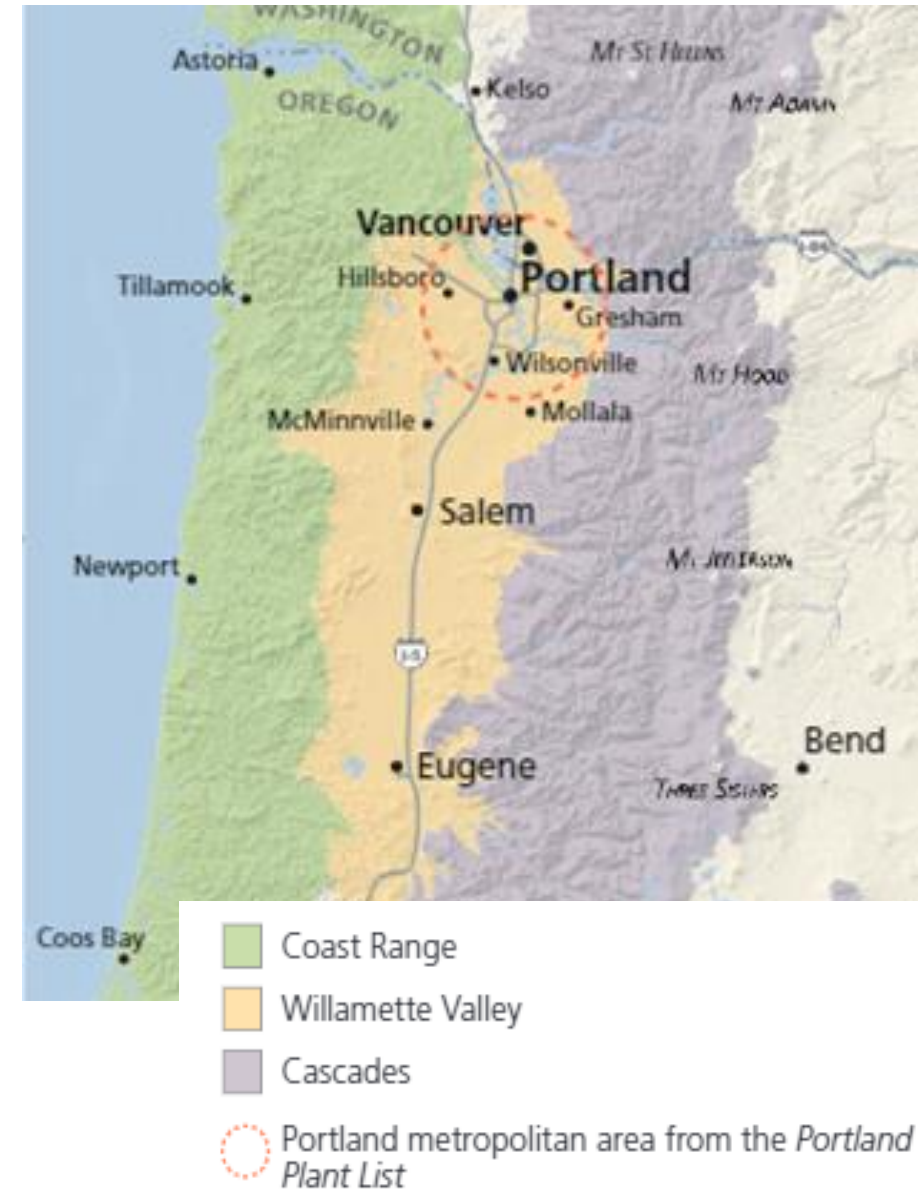 WASHINGTON
Mt St Helens
Astoria
Kelso
Mt Adams
OREGON
Vancouver
I-84
Hillsboro
Portland
Tillamook
Gresham
Wilsonville
Mt Hood
McMinnville
Mollala
Salem
Newport
Mt Jefferson
I-5
Bend
Eugene
Three Sisters
Coos Bay
Coast Range
Willamette Valley
Cascades
Portland metropolitan area from the Portland
Plant List